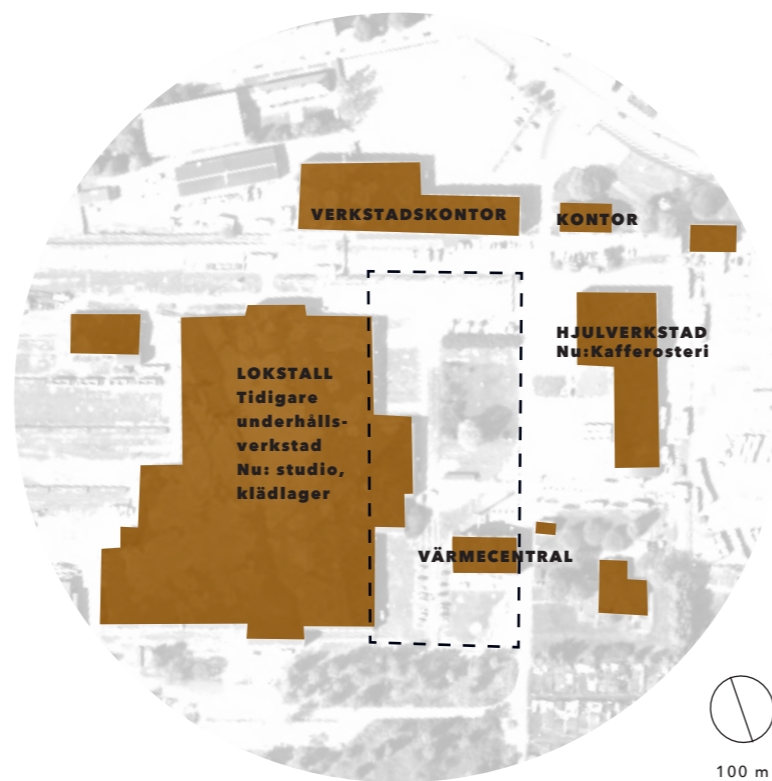 VERKSTADSKONTOR
KONTOR
HJULVERKSTAD
Nu:Kafferosteri
LOKSTALL
Tidigare
underhålls-
verkstad
Nu: studio,
klädlager
VÄRMECENTRAL
100 m